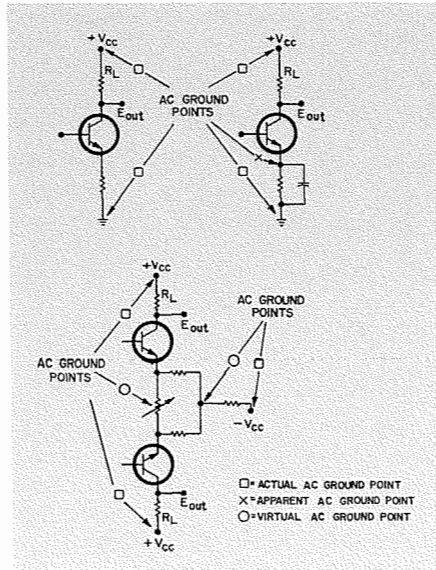 +Vcc +Vcc
RL RL
AC GROUND
POINTS
Eout Eout
+Vcc
RL
AC GROUND
POINTS
Eout
AC GROUND
POINTS
-Vcc
Eout
RL
+Vcc
□= ACTUAL AC GROUND POINT
X= APPARENT AC GROUND POINT
○= VIRTUAL AC GROUND POINT